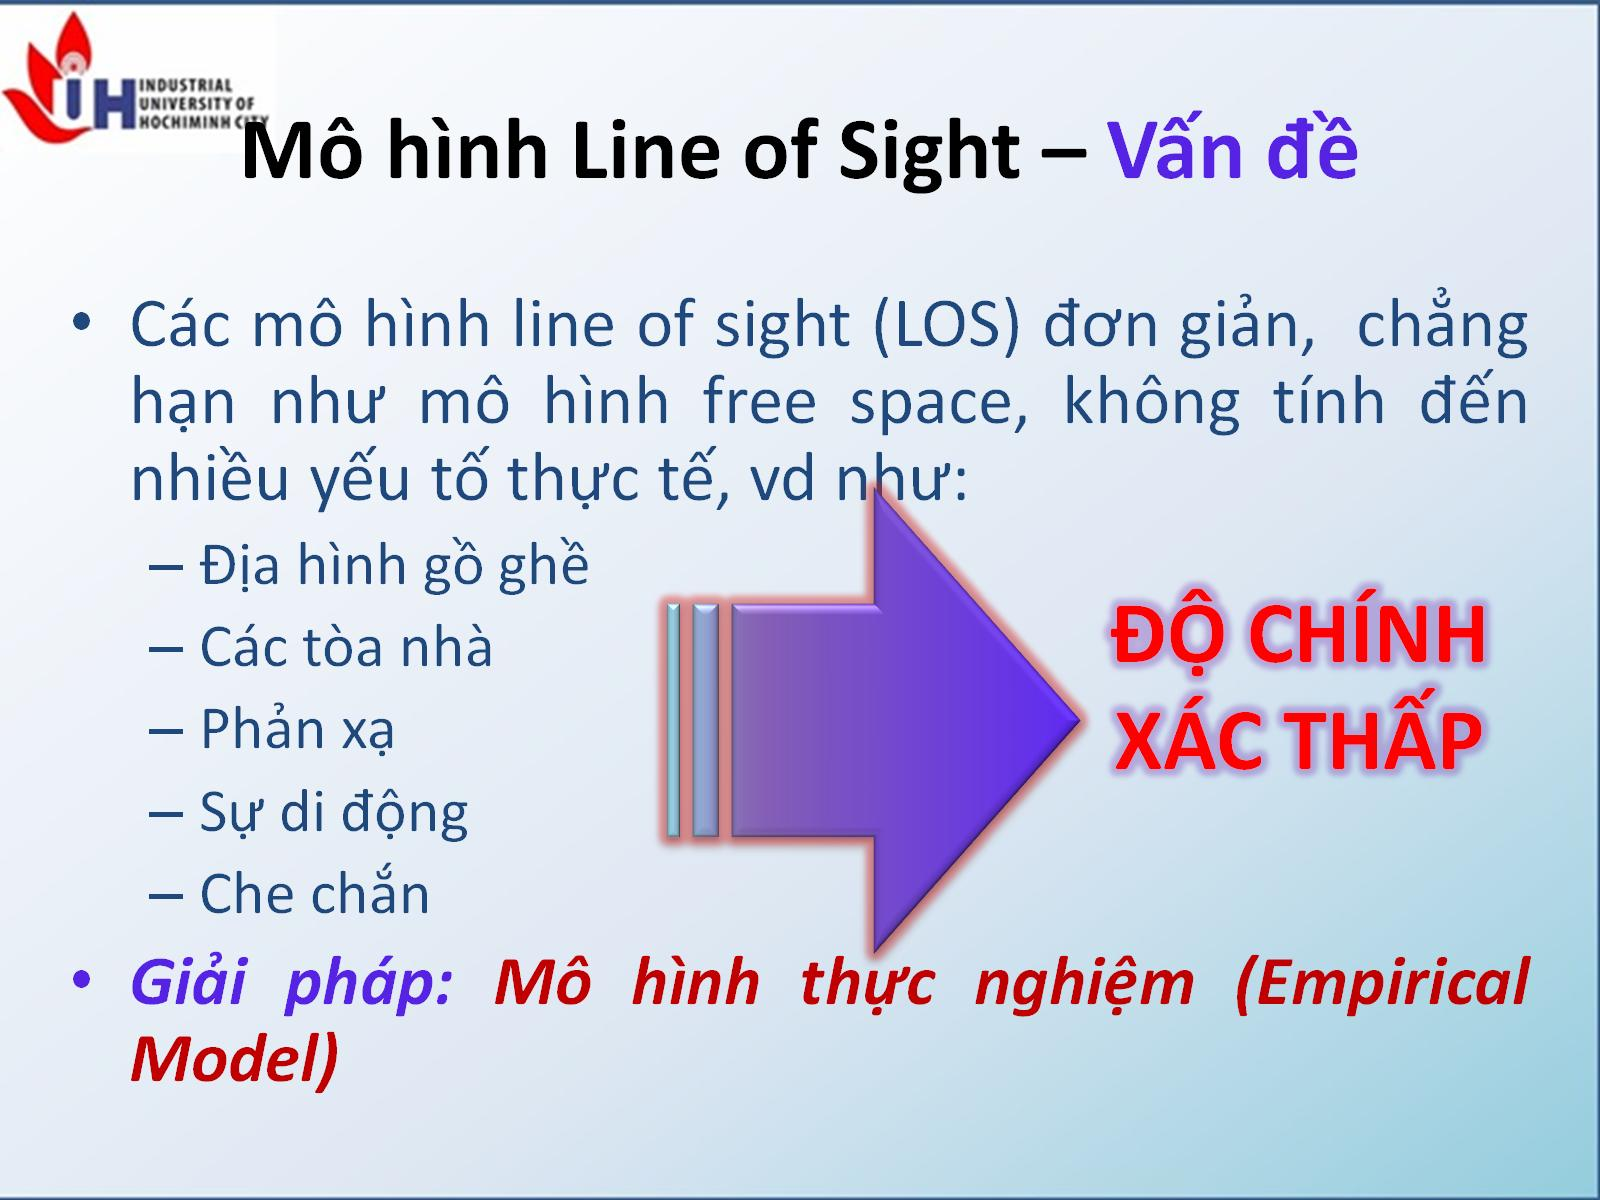 INDUSTRIAL
UNIVERSITY OF
HOCHIMINH CITY
IUH
Mô hình Line of Sight – Vấn đề
• Các mô hình line of sight (LOS) đơn giản, chẳng
hạn như mô hình free space, không tính đến
nhiều yếu tố thực tế, vd như:
– Địa hình gồ ghề
– Các tòa nhà
– Phản xạ
– Sự di động
– Che chắn
ĐỘ CHÍNH
XÁC THẤP
• Giải pháp: Mô hình thực nghiệm (Empirical
Model)